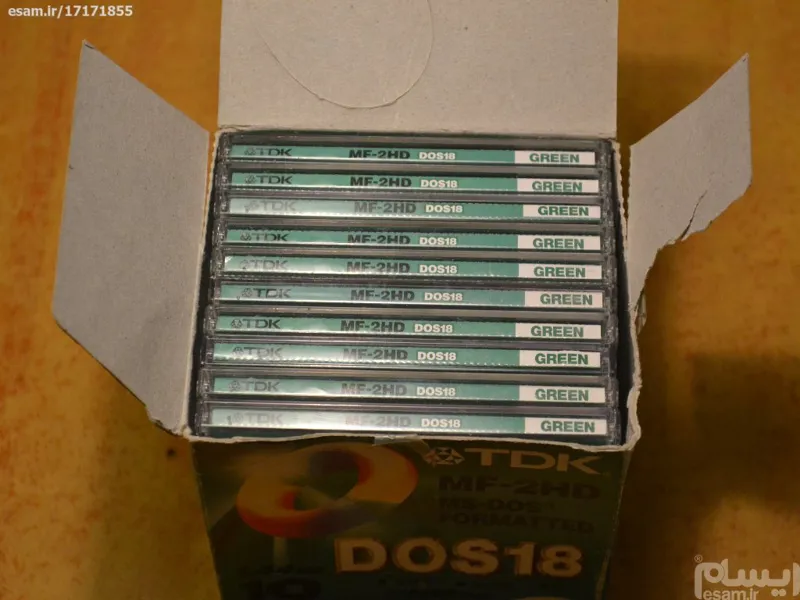 esam.ir/17171855
TDK MF-2HD DOS18 GREEN
TDK MF-2HD DOS18 GREEN
TDK MF-2HD DOS18 GREEN
TDK MF-2HD DOS18 GREEN
TDK MF-2HD DOS18 GREEN
TDK MF-2HD DOS18 GREEN
TDK MF-2HD DOS18 GREEN
TDK MF-2HD DOS18 GREEN
TDK MF-2HD DOS18 GREEN
TDK MF-2HD DOS18 GREEN
TDK
MF-2HD
MS-DOS
FORMATTED
DOS18
10
ایسام®
esam.ir